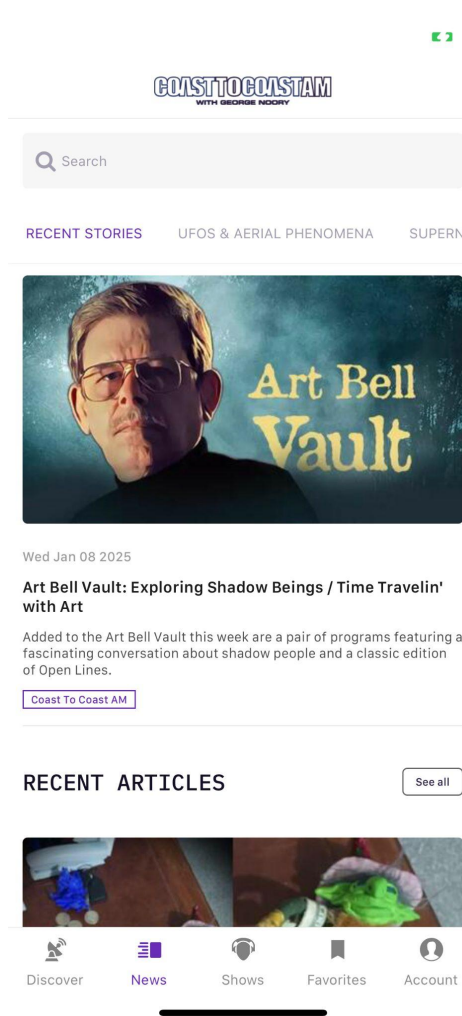 COASTTOCOASTAM
WITH GEORGE NOORY
Search
RECENT STORIES UFOS & AERIAL PHENOMENA SUPERN
Art Bell
Vault
Wed Jan 08 2025
Art Bell Vault: Exploring Shadow Beings / Time Travelin'
with Art
Added to the Art Bell Vault this week are a pair of programs featuring a
fascinating conversation about shadow people and a classic edition
of Open Lines.
Coast To Coast AM
RECENT ARTICLES
See all
Discover News Shows Favorites Account